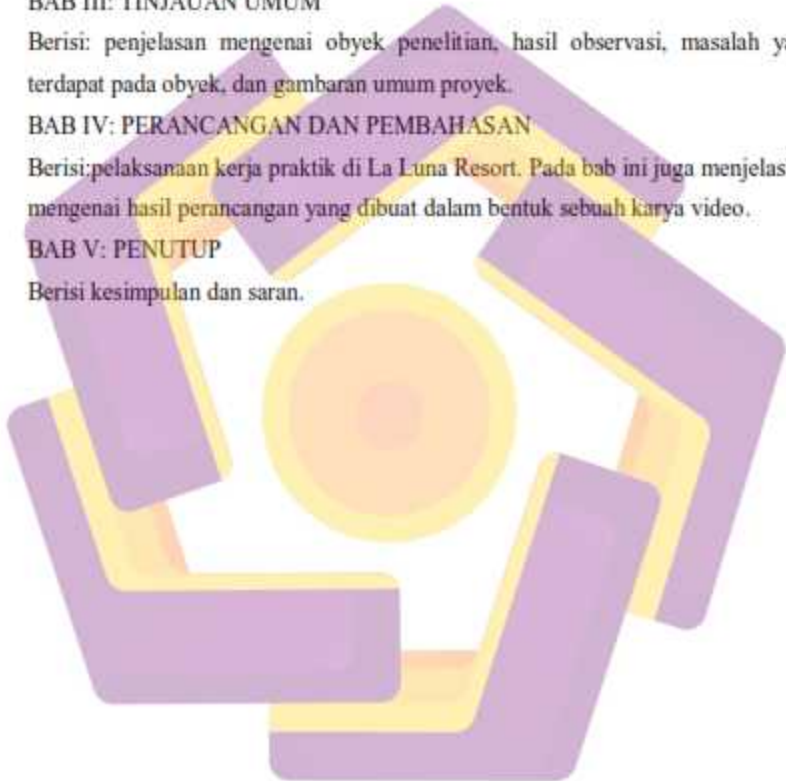 BAB III: TINJAUAN UMUM
Berisi: penjelasan mengenai obyek penelitian, hasil observasi, masalah ya
terdapat pada obyek, dan gambaran umum proyek.
BAB IV: PERANCANGAN DAN PEMBAHASAN
Berisi:pelaksanaan kerja praktik di La Luna Resort. Pada bab ini juga menjelas
mengenai hasil perancangan yang dibuat dalam bentuk sebuah karya video.
BAB V: PENUTUP
Berisi kesimpulan dan saran.